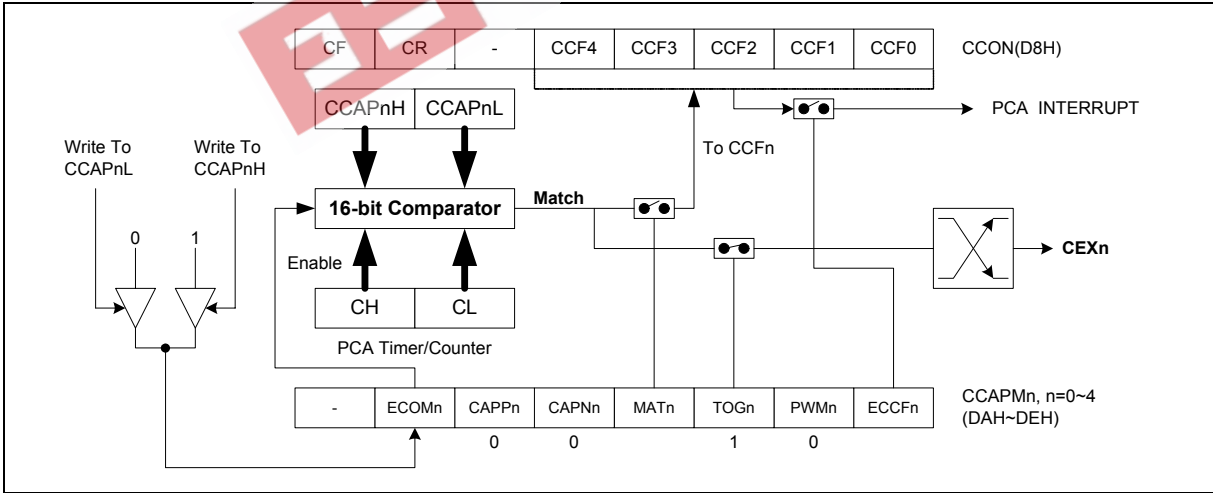 CF CR - CCF4 CCF3 CCF2 CCF1 CCF0 CCON(D8H)
CCAPnH CCAPnL
PCA INTERRUPT
To CCFn
Write To
CCAPnL
Write To
CCAPnH
16-bit Comparator
Match
0 1
Enable
CEXn
CH CL
PCA Timer/Counter
- ECOMn CAPPn CAPNn MATn TOGn PWMn ECCFn
CCAPMn, n=0~4
(DAH~DEH)
0 0 1 0